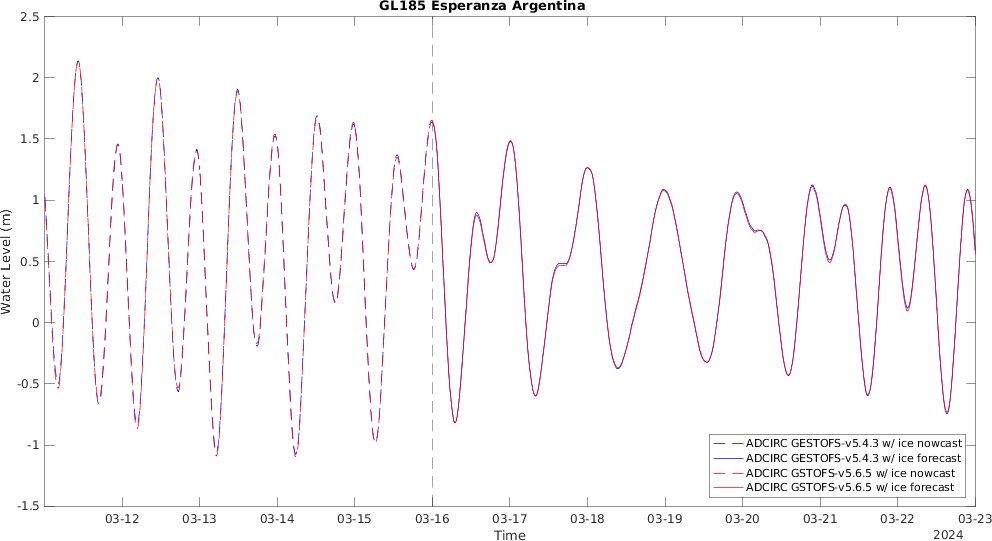 GL185 Esperanza Argentina
2.5
2
1.5
1
0.5
0
-0.5
-1
-1.5
Water Level (m)
ADCIRC GESTOFS-v5.4.3 w/ ice nowcast
ADCIRC GESTOFS-v5.4.3 w/ ice forecast
ADCIRC GSTOFS-v5.6.5 w/ ice nowcast
ADCIRC GSTOFS-v5.6.5 w/ ice forecast
03-12 03-13 03-14 03-15 03-16 03-17 03-18 03-19 03-20 03-21 03-22 03-23
Time
2024